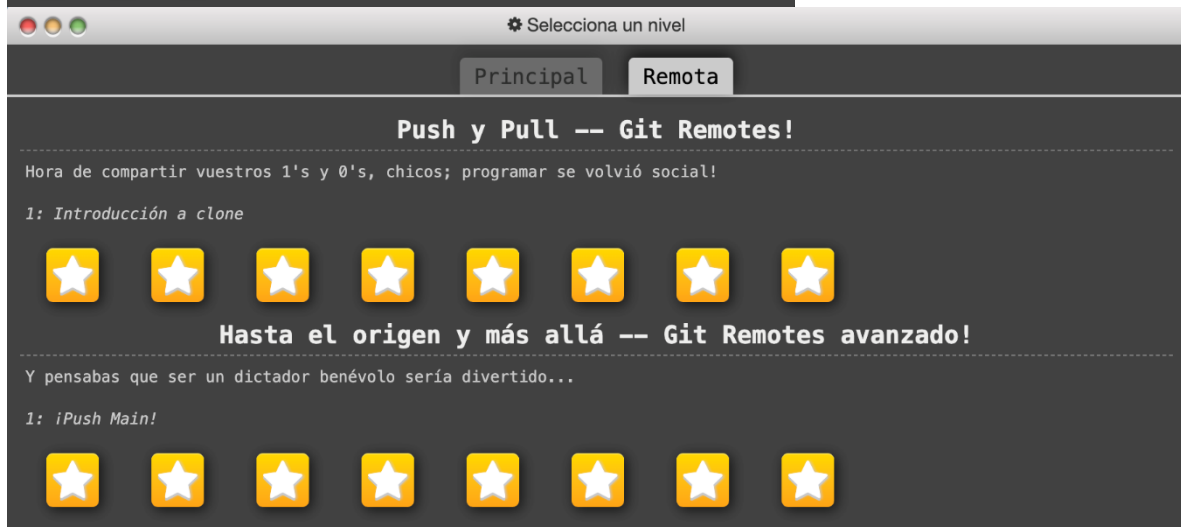 Selecciona un nivel
Principal
Remota
Push y Pull -- Git Remotes!
Hora de compartir vuestros 1's y 0's, chicos; programar se volvió social!
1: Introducción a clone
Hasta el origen y más allá -- Git Remotes avanzado!
Y pensabas que ser un dictador benévolo sería divertido...
1: ¡Push Main!